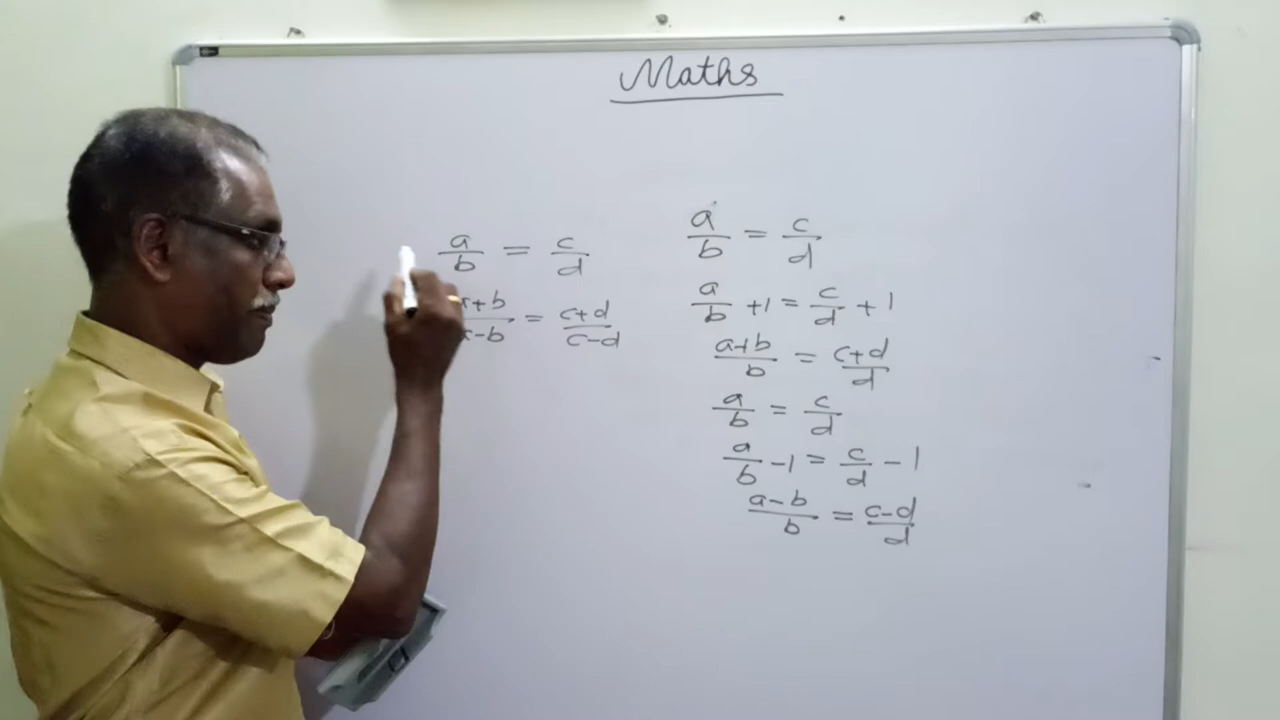 Maths
a/b = c/d
a+b/a-b = c+d/c-d
a/b = c/d
a/b +1 = c/d +1
a+b/b = c+d/d
a/b = c/d
a/b -1 = c/d -1
a-b/b = c-d/d